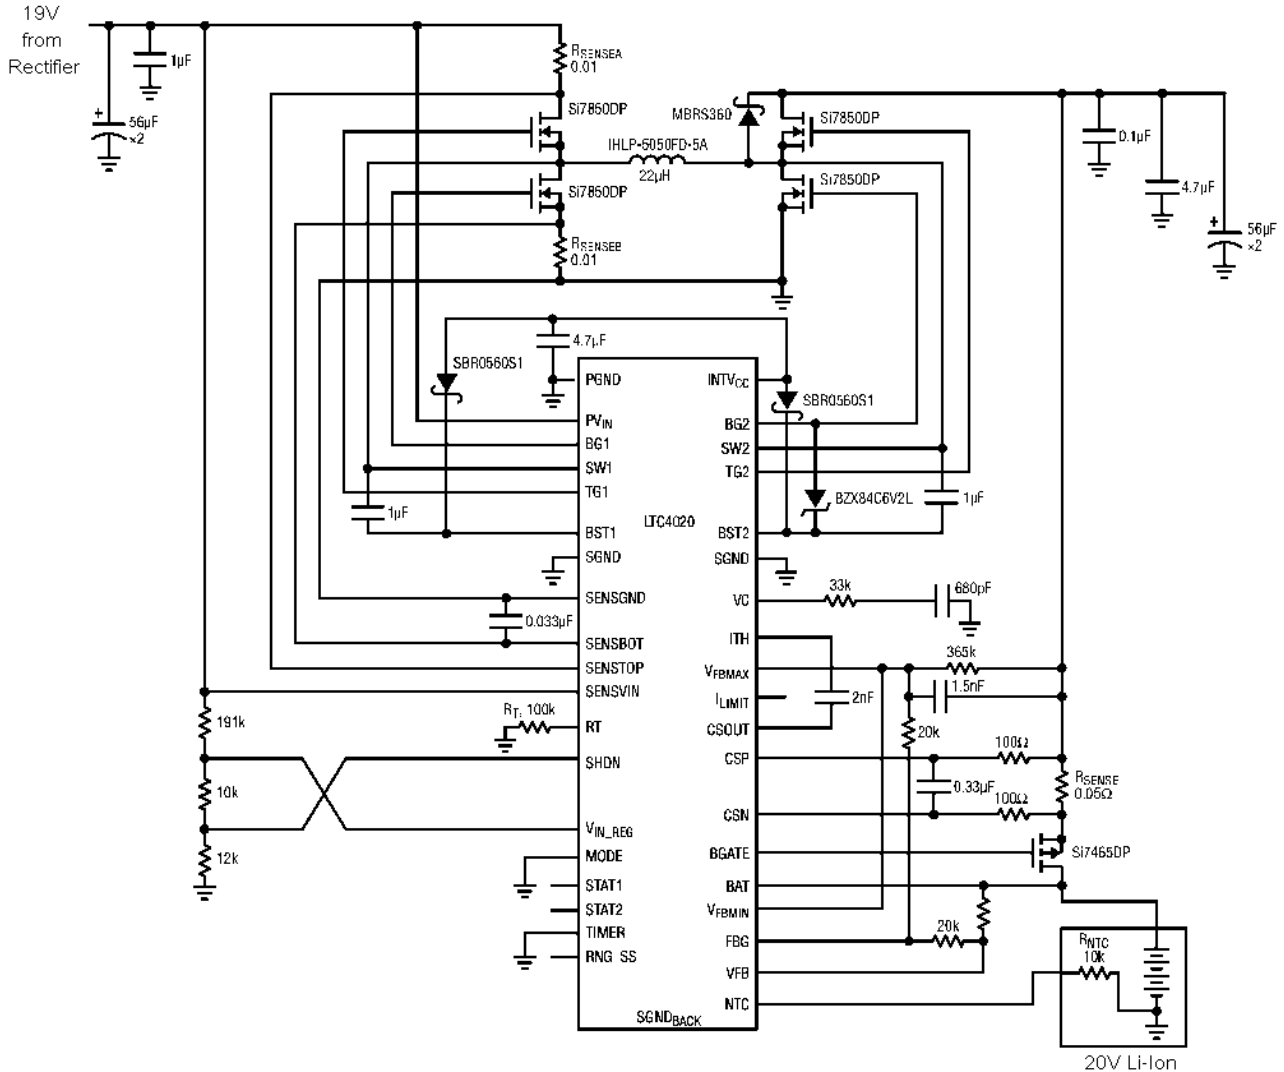 19V
from
Rectifier
1µF
+
56µF
×2
RSENSEA
0.01
Si7850DP
MBRS360
Si7850DP
IHLP-5050FD-5A
22µH
Si7850DP
Si7850DP
RSENSEB
0.01
0.1µF
4.7µF
+
56µF
×2
4.7µF
SBR0560S1
SBR0560S1
PGND
INTVCC
PVIN
BG2
BG1
SW2
SW1
TG2
TG1
BZX84C6V2L
1µF
1µF
LTC4020
BST1
BST2
SGND
SGND
33k
680pF
SENSGND
VC
0.033µF
ITH
SENSBOT
365k
SENSTOP
VFBMAX
1.5nF
SENSVIN
ILIMIT
2nF
191k
RT, 100k
RT
CSOUT
20k
100Ω
SHDN
CSP
RSENSE
0.05Ω
10k
0.33µF
100Ω
CSN
VIN_REG
12k
MODE
BGATE
Si7465DP
STAT1
BAT
STAT2
VFBMIN
TIMER
20k
FBG
RNTC
10k
RNG_SS
VFB
NTC
SGNDBACK
20V Li-Ion